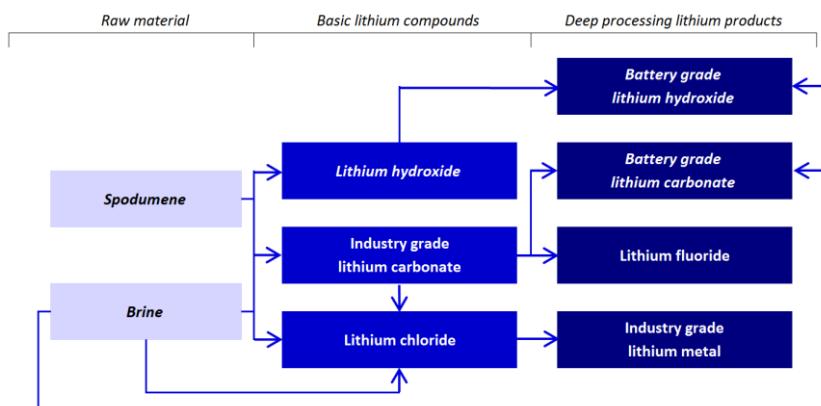 Raw material
Basic lithium compounds
Deep processing lithium products
Battery grade
lithium hydroxide
Spodumene
Lithium hydroxide
Battery grade
lithium carbonate
Industry grade
lithium carbonate
Lithium fluoride
Brine
Lithium chloride
Industry grade
lithium metal